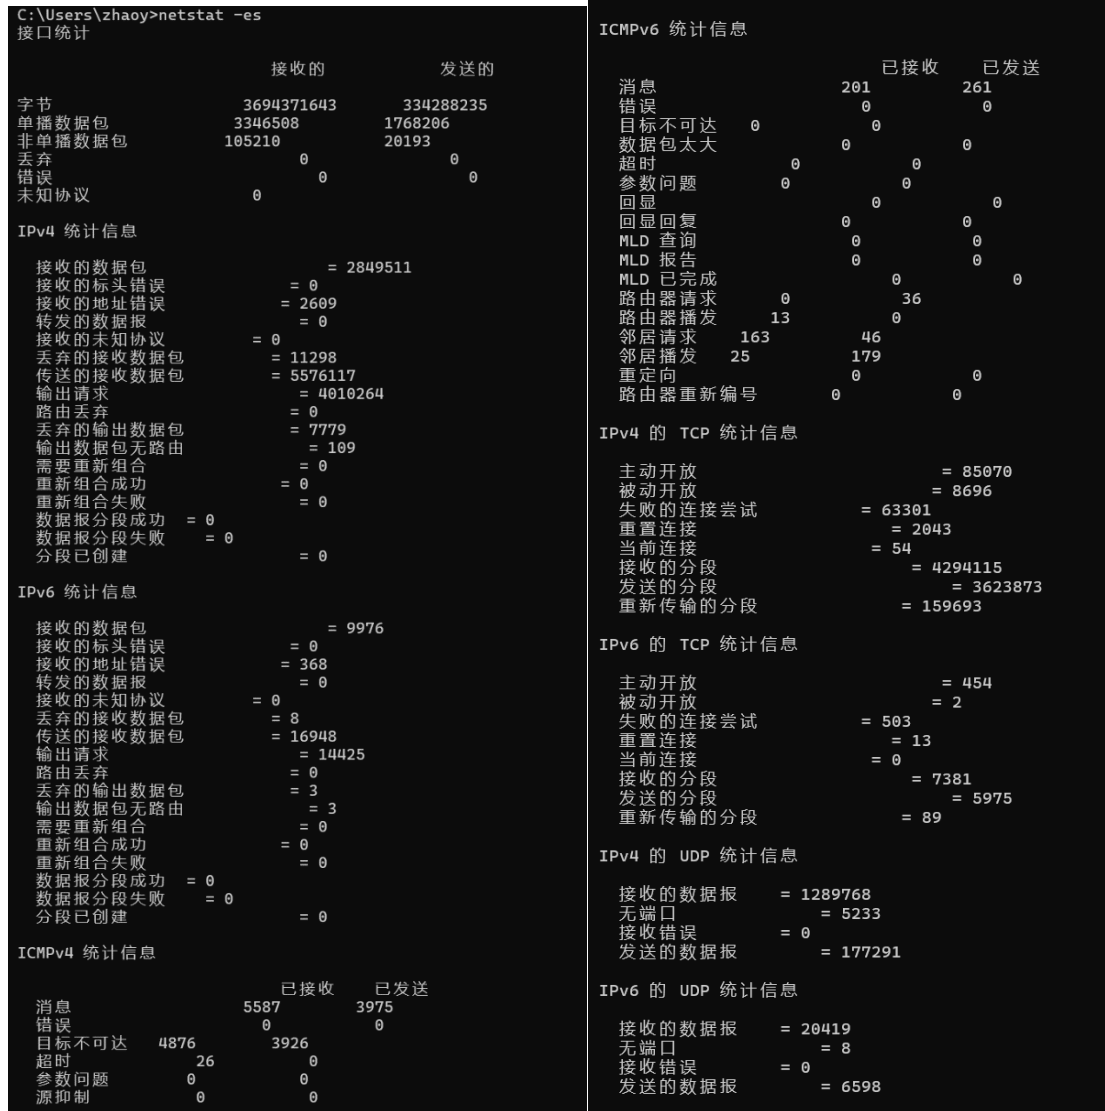 C:\Users\zhaoy>netstat -es
接口统计
接收的 发送的
字节 3694371643 334288235
单播数据包 3346508 1768206
非单播数据包 105210 20193
丢弃 0 0
错误 0 0
未知协议 0
IPv4 统计信息
接收的数据包 = 2849511
接收的标头错误 = 0
接收的地址错误 = 2609
转发的数据报 = 0
接收的未知协议 = 0
丢弃的接收数据包 = 11298
传送的接收数据包 = 5576117
输出请求 = 4010264
路由丢弃 = 0
丢弃的输出数据包 = 7779
输出数据包无路由 = 109
需要重新组合 = 0
重新组合成功 = 0
重新组合失败 = 0
数据报分段成功 = 0
数据报分段失败 = 0
分段已创建 = 0
IPv6 统计信息
接收的数据包 = 9976
接收的标头错误 = 0
接收的地址错误 = 368
转发的数据报 = 0
接收的未知协议 = 0
丢弃的接收数据包 = 8
传送的接收数据包 = 16948
输出请求 = 14425
路由丢弃 = 0
丢弃的输出数据包 = 3
输出数据包无路由 = 3
需要重新组合 = 0
重新组合成功 = 0
重新组合失败 = 0
数据报分段成功 = 0
数据报分段失败 = 0
分段已创建 = 0
ICMPv4 统计信息
已接收 已发送
消息 5587 3975
错误 0 0
目标不可达 4876 3926
超时 26 0
参数问题 0 0
源抑制 0 0
ICMPv6 统计信息
已接收 已发送
消息 201 261
错误 0 0
目标不可达 0 0
数据包太大 0 0
超时 0 0
参数问题 0 0
回显 0 0
回显回复 0 0
MLD 查询 0 0
MLD 报告 0 0
MLD 已完成 0 0
路由器请求 0 36
路由器播发 13 0
邻居请求 163 46
邻居播发 25 179
重定向 0 0
路由器重新编号 0 0
IPv4 的 TCP 统计信息
主动开放 = 85070
被动开放 = 8696
失败的连接尝试 = 63301
重置连接 = 2043
当前连接 = 54
接收的分段 = 4294115
发送的分段 = 3623873
重新传输的分段 = 159693
IPv6 的 TCP 统计信息
主动开放 = 454
被动开放 = 2
失败的连接尝试 = 503
重置连接 = 13
当前连接 = 0
接收的分段 = 7381
发送的分段 = 5975
重新传输的分段 = 89
IPv4 的 UDP 统计信息
接收的数据报 = 1289768
无端口 = 5233
接收错误 = 0
发送的数据报 = 177291
IPv6 的 UDP 统计信息
接收的数据报 = 20419
无端口 = 8
接收错误 = 0
发送的数据报 = 6598